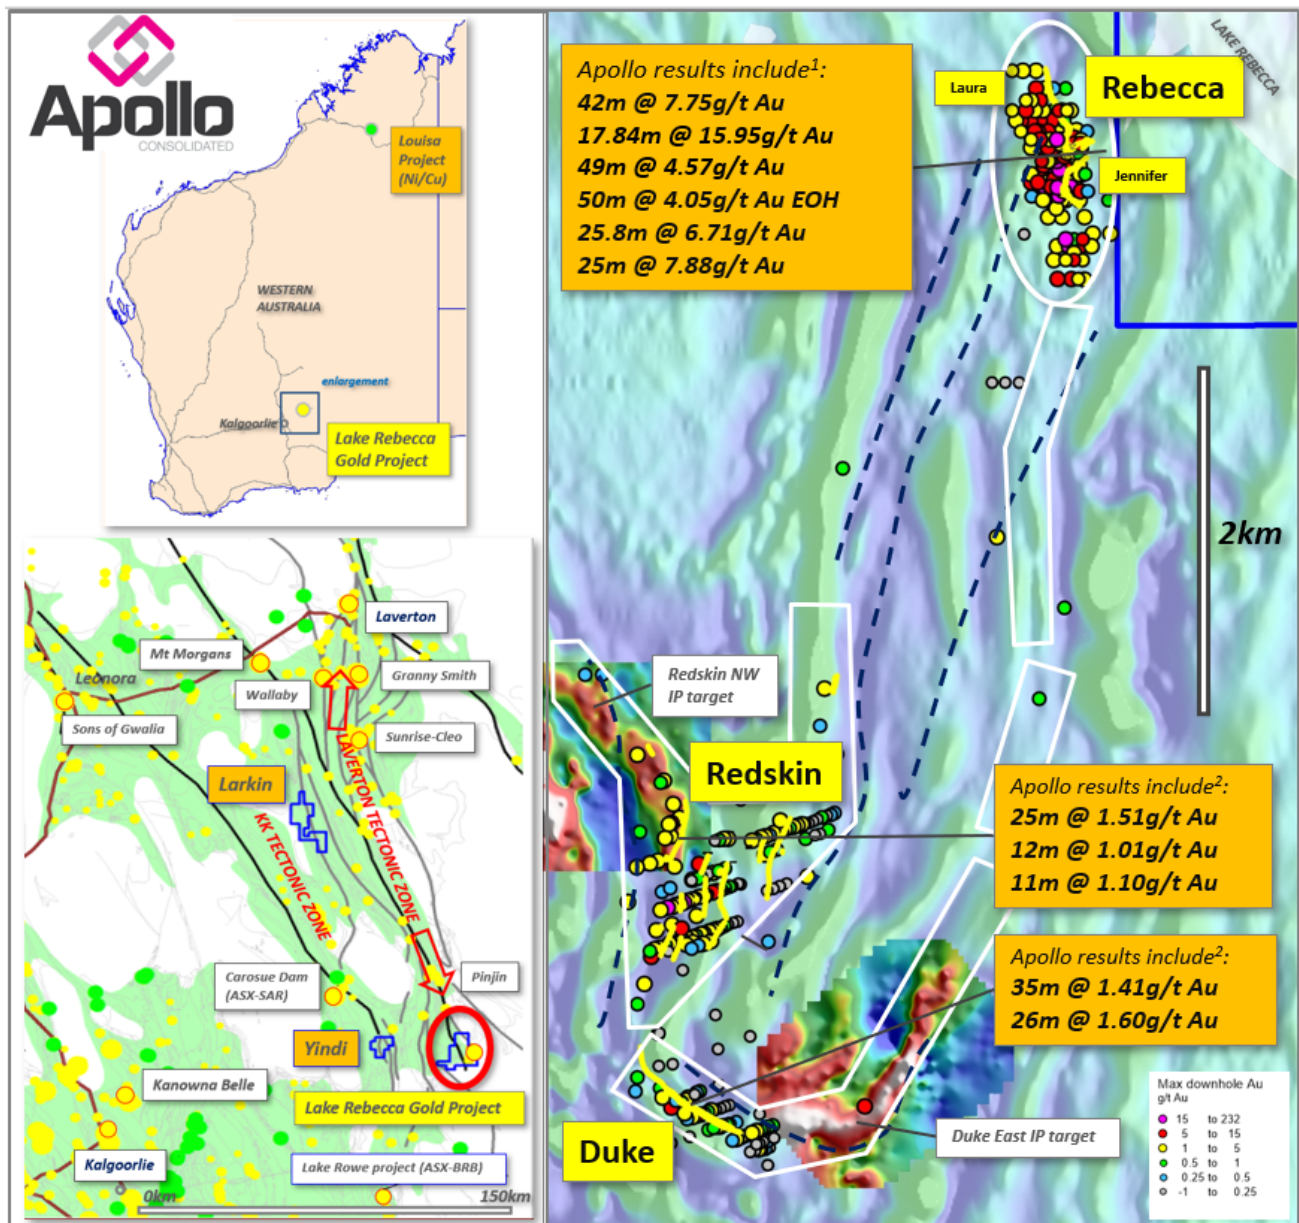 Apollo
CONSOLIDATED
Louisa
Project
(Ni/Cu)
WESTERN
AUSTRALIA
enlargement
Kalgoorlie
Lake Rebecca
Gold Project
Laverton
Mt Morgans
Leonora
Granny Smith
Wallaby
Sons of Gwalia
Sunrise-Cleo
Larkin
LAVERTON TECTONIC ZONE
KK TECTONIC ZONE
Carosue Dam
(ASX-SAR)
Pinjin
Yindi
Kanowna Belle
Lake Rebecca Gold Project
Kalgoorlie
Lake Rowe project (ASX-BRB)
0km
150km
Apollo results include¹:
42m @ 7.75g/t Au
17.84m @ 15.95g/t Au
49m @ 4.57g/t Au
50m @ 4.05g/t Au EOH
25.8m @ 6.71g/t Au
25m @ 7.88g/t Au
LAKE REBECCA
Laura
Rebecca
Jennifer
2km
Redskin NW
IP target
Redskin
Apollo results include²:
25m @ 1.51g/t Au
12m @ 1.01g/t Au
11m @ 1.10g/t Au
Apollo results include²:
35m @ 1.41g/t Au
26m @ 1.60g/t Au
Duke East IP target
Duke
Max downhole Au
g/t Au
15 to 232
5 to 15
1 to 5
0.5 to 1
0.25 to 0.5
-1 to 0.25